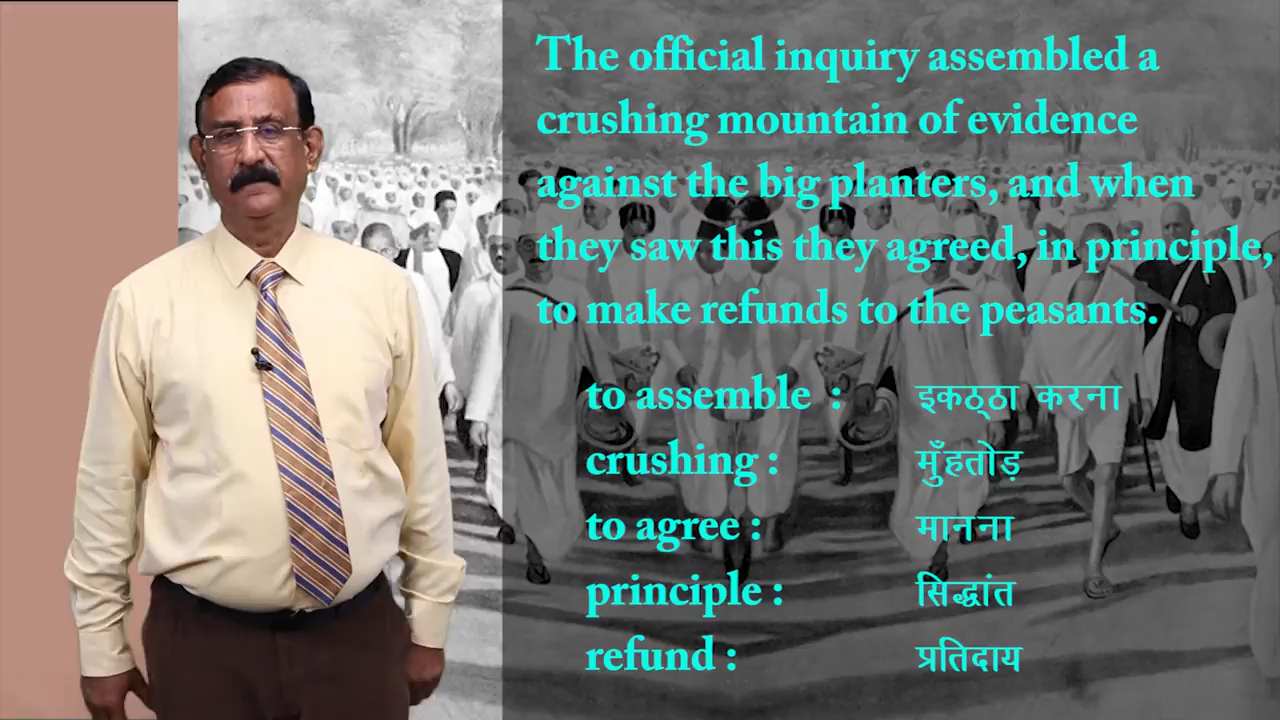 The official inquiry assembled a
crushing mountain of evidence
against the big planters, and when
they saw this they agreed, in principle,
to make refunds to the peasants.
to assemble : इकठ्ठा करना
crushing : मुँहतोड़
to agree : मानना
principle : सिद्धांत
refund : प्रतिदाय